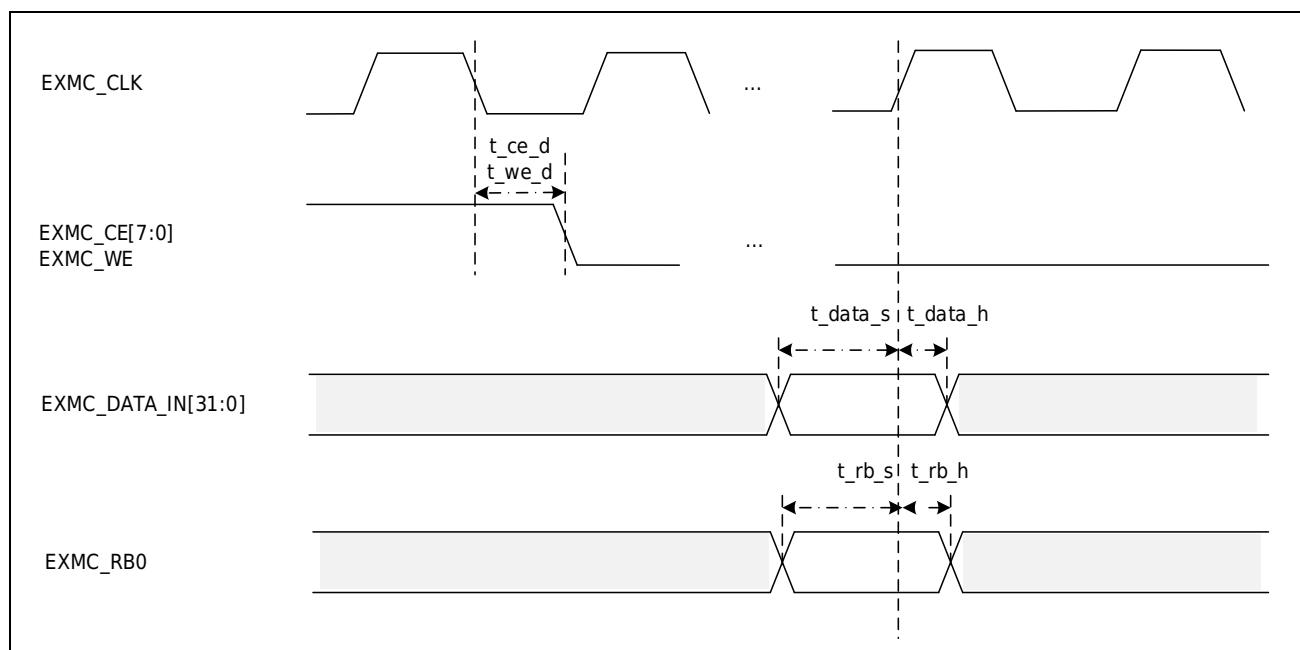 EXMC_CLK
...
t_ce_d
t_we_d
EXMC_CE[7:0]
EXMC_WE
...
t_data_s
t_data_h
EXMC_DATA_IN[31:0]
t_rb_s
t_rb_h
EXMC_RB0